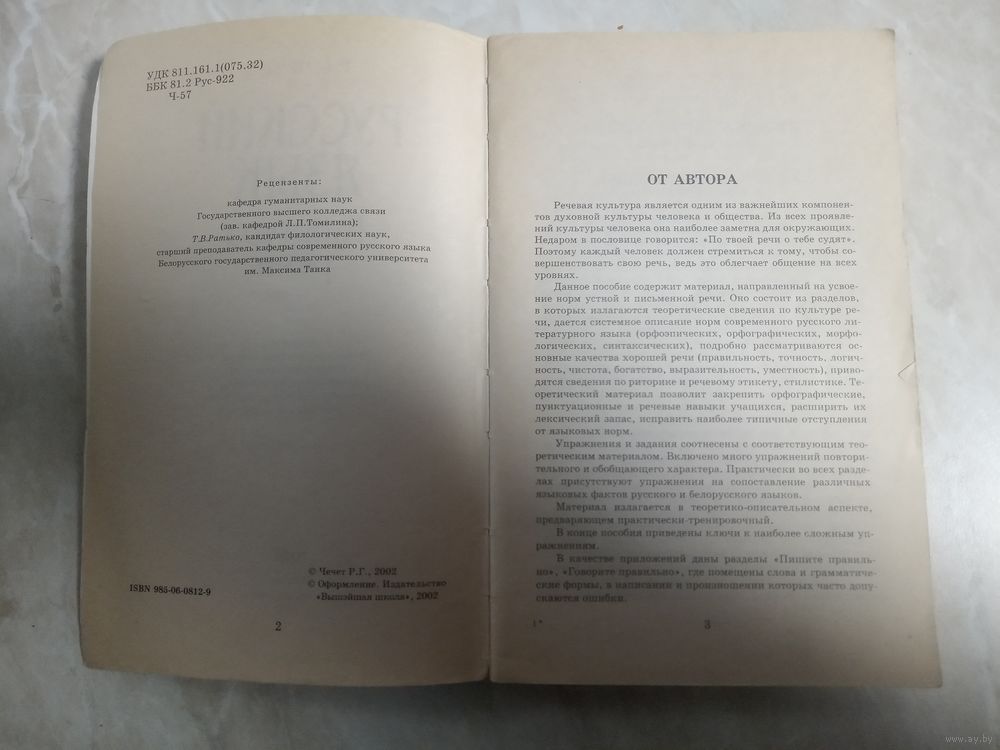 УДК 811.161.1(075.32)
ББК 81.2 Рус-922
Ч-57
Рецензенты:
кафедра гуманитарных наук
Государственного высшего колледжа связи
(зав. кафедрой Л.П.Томилина);
Т.В.Ратько, кандидат филологических наук,
старший преподаватель кафедры современного русского языка
Белорусского государственного педагогического университета
им. Максима Танка
© Чечет Р.Г., 2002
© Оформление. Издательство
«Вышэйшая школа», 2002
ISBN 985-06-0812-9
2
ОТ АВТОРА
Речевая культура является одним из важнейших компонен-
тов духовной культуры человека и общества. Из всех проявле-
ний культуры человека она наиболее заметна для окружающих.
Недаром в пословице говорится: «По твоей речи о тебе судят».
Поэтому каждый человек должен стремиться к тому, чтобы со-
вершенствовать свою речь, ведь это облегчает общение на всех
уровнях.
Данное пособие содержит материал, направленный на усвое-
ние норм устной и письменной речи. Оно состоит из разделов,
в которых излагаются теоретические сведения по культуре ре-
чи, дается системное описание норм современного русского ли-
тературного языка (орфоэпических, орфографических, морфо-
логических, синтаксических), подробно рассматриваются ос-
новные качества хорошей речи (правильность, точность, логич-
ность, чистота, богатство, выразительность, уместность), приво-
дятся сведения по риторике и речевому этикету, стилистике. Те-
оретический материал позволит закрепить орфографические,
пунктуационные и речевые навыки учащихся, расширить их
лексический запас, исправить наиболее типичные отступления
от языковых норм.
Упражнения и задания соотнесены с соответствующим тео-
ретическим материалом. Включено много упражнений повтори-
тельного и обобщающего характера. Практически во всех разде-
лах присутствуют упражнения на сопоставление различных
языковых фактов русского и белорусского языков.
Материал излагается в теоретико-описательном аспекте,
предваряющем практически-тренировочный.
В конце пособия приведены ключи к наиболее сложным уп-
ражнениям.
В качестве приложений даны разделы «Пишите правиль-
но», «Говорите правильно», где помещены слова и грамматиче-
ские формы, в написании и произношении которых часто допу-
скаются ошибки.
1*
3
www.ay.by